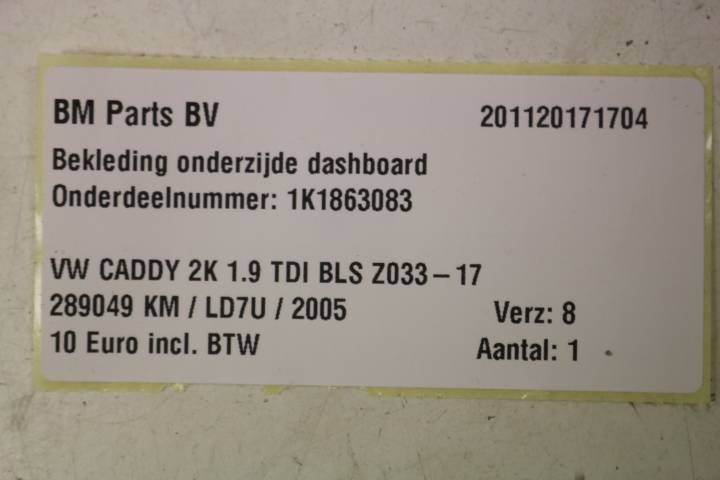 BM Parts BV 201120171704
Bekleding onderzijde dashboard
Onderdeelnummer: 1K1863083
VW CADDY 2K 1.9 TDI BLS Z033-17
289049 KM / LD7U / 2005 Verz: 8
10 Euro incl. BTW Aantal: 1